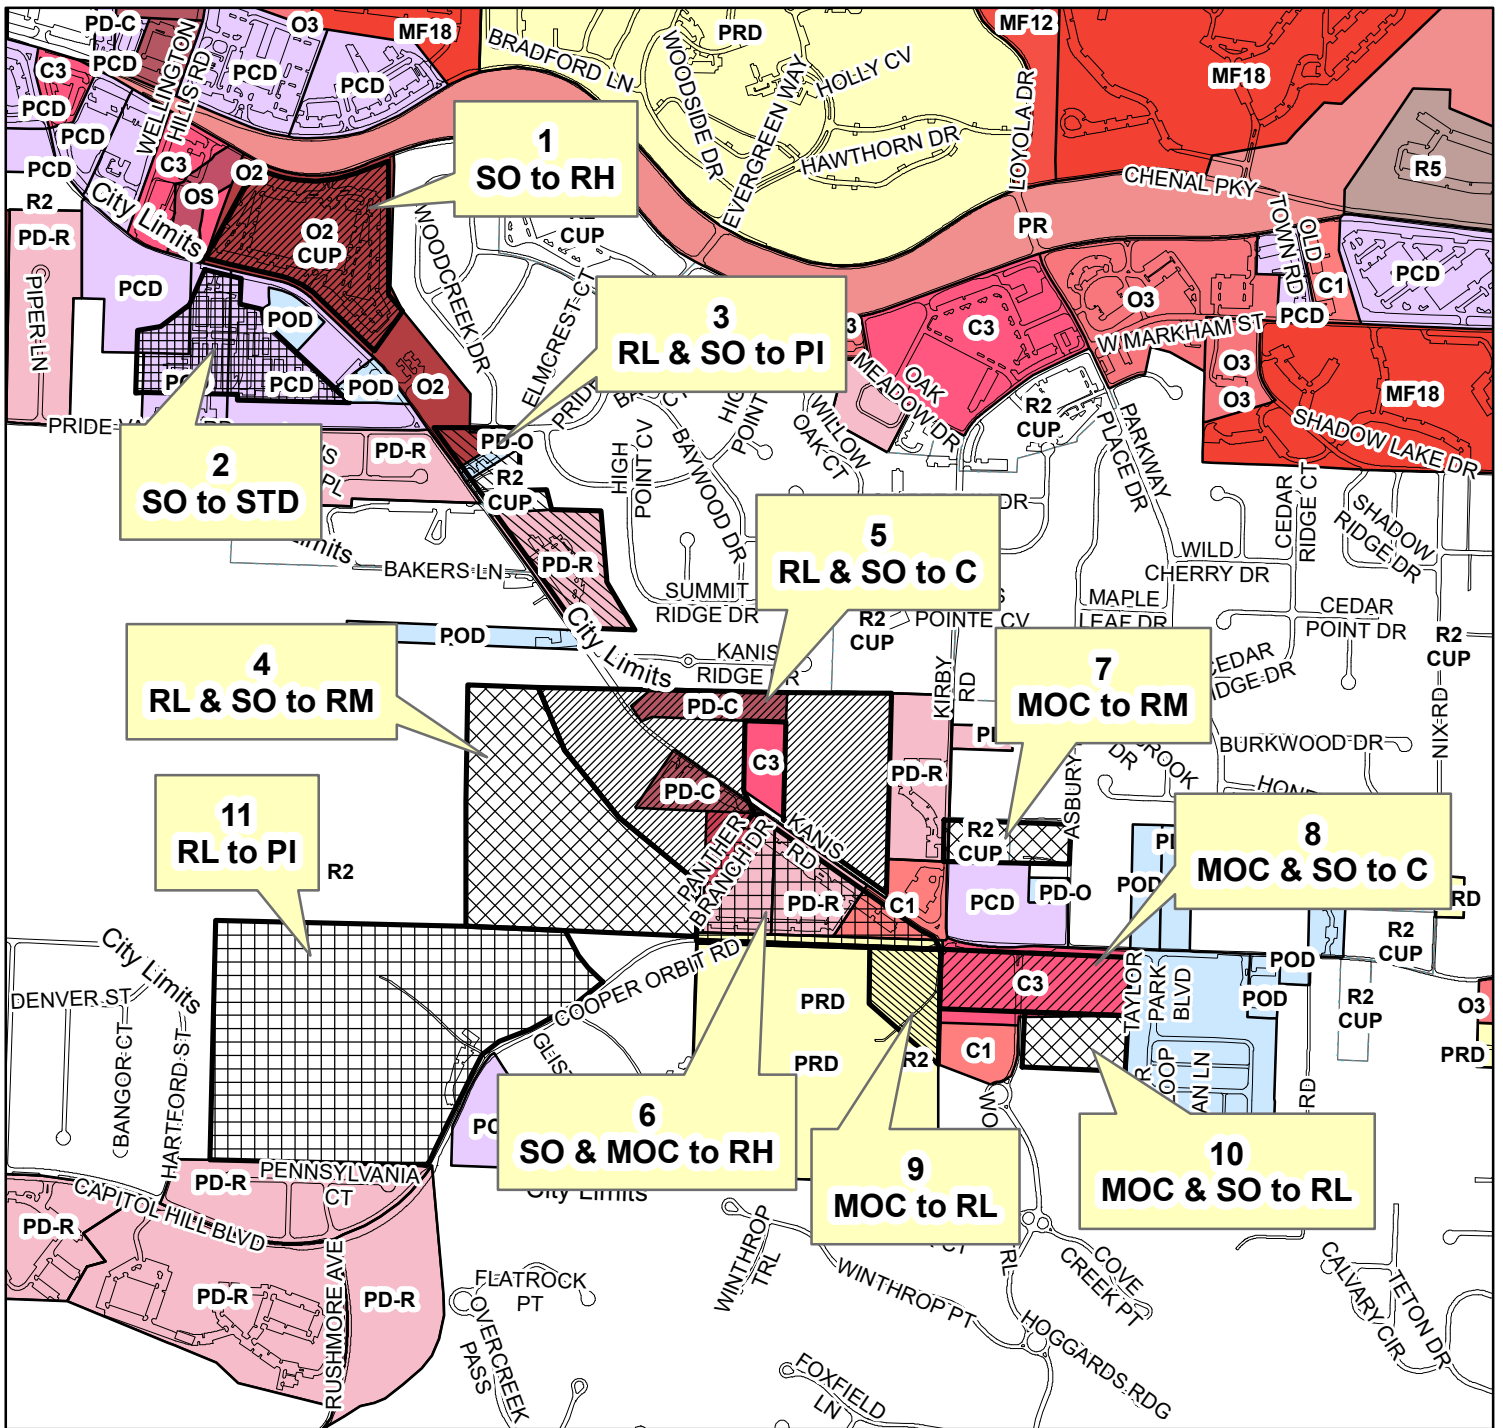 PD-C
O3
MF18
MF12
PRD
MF18
C3
PCD
PCD
PCD
PCD
PCD
WELLINGTON
HILLS RD
BRADFORD LN
WOODSIDE DR
EVERGREEN WAY
HOLLY CV
HAWTHORN DR
LOYOLA DR
CHENAL PKY
R5
PCD
R2
C3
OS
O2
City Limits
1
SO to RH
O2
CUP
CUP
PR
OLD
TOWN RD
PD-R
PIPER LN
PCD
POD
WOODCREEK DR
ELMCREST CT
3
RL & SO to PI
C3
O3
C1
PCD
PCD
W MARKHAM ST
PCD
POD
O2
OAK
MEADOW DR
R2
CUP
O3
O3
MF18
SHADOW LAKE DR
WILLOW
OAK CT
PARKWAY
PLACE DR
2
SO to STD
PD-R
PL
PD-O
R2
CUP
HIGH
POINT CV
BAYWOOD DR
5
RL & SO to C
DR
CEDAR
RIDGE CT
SHADOW
RIDGE DR
WILD
CHERRY DR
BAKERS LN
PD-R
City Limits
SUMMIT
RIDGE DR
R2
CUP
POINTE CV
MAPLE
LEAF DR
CEDAR
POINT DR
R2
CUP
POD
KANIS
RIDGE DR
4
RL & SO to RM
7
MOC to RM
KIRBY
RD
NIX RD
BURKWOOD DR
PD-C
C3
PD-C
PD-R
DR
ASBURY
11
RL to PI
R2
8
MOC & SO to C
R2
CUP
KANIS
RD
PANTHER
BRANCH DR
PD-R
C1
PCD
PD-O
POD
RD
R2
CUP
City Limits
DENVER ST
BANGOR CT
HARTFORD ST
COOPER ORBIT RD
PRD
C3
TAYLOR
PARK
BLVD
POD
POD
R2
CUP
O3
PRD
PRD
R2
C1
LOOP
RD
6
SO & MOC to RH
9
MOC to RL
10
MOC & SO to RL
PENNSYLVANIA
CT
PD-R
CAPITOL HILL BLVD
PD-R
PD-R
PD-R
RUSHMORE AVE
City Limits
FLATROCK
PT
OVERCREEK
PASS
WINTHROP
TRL
WINTHROP PT
COVE
CREEK PT
HOGGARDS RDG
FOXFIELD
LN
CALVARY CIR
TETON DR